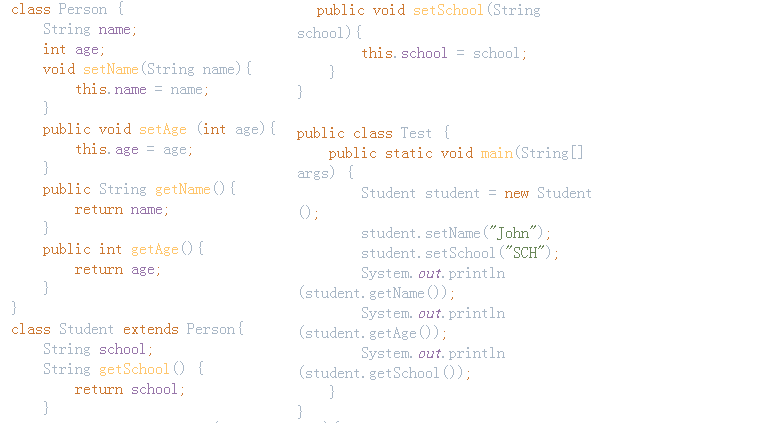 class Person {
String name;
int age;
void setName(String name){
this.name = name;
}
public void setAge (int age){
this.age = age;
}
public String getName(){
return name;
}
public int getAge(){
return age;
}
}
class Student extends Person{
String school;
String getSchool() {
return school;
}
public void setSchool(String
school){
this.school = school;
}
}
public class Test {
public static void main(String[]
args) {
Student student = new Student
();
student.setName("John");
student.setSchool("SCH");
System.out.println
(student.getName());
System.out.println
(student.getAge());
System.out.println
(student.getSchool());
}
}